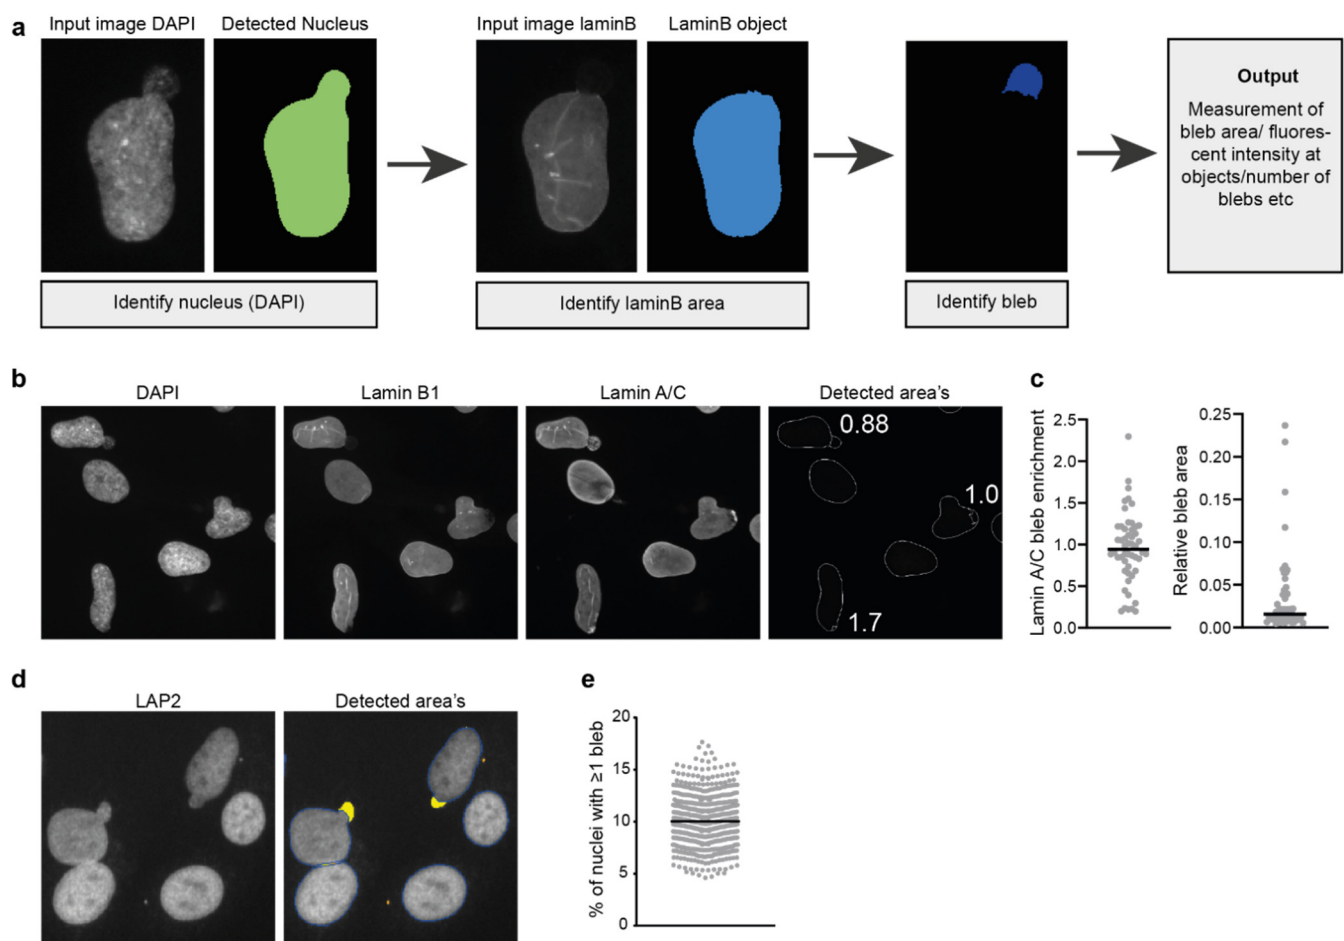 a
Input image DAPI
Detected Nucleus
Input image laminB
LaminB object
Output
Measurement of
bleb area/ fluores-
cent intensity at
objects/number of
blebs etc
Identify nucleus (DAPI)
Identify laminB area
Identify bleb
b
DAPI
Lamin B1
Lamin A/C
Detected area's
0.88
1.0
1.7
c
Lamin A/C bleb enrichment
2.5
2.0
1.5
1.0
0.5
0.0
Relative bleb area
0.25
0.20
0.15
0.10
0.05
0.00
d
LAP2
Detected area's
e
% of nuclei with ≥1 bleb
20
15
10
5
0